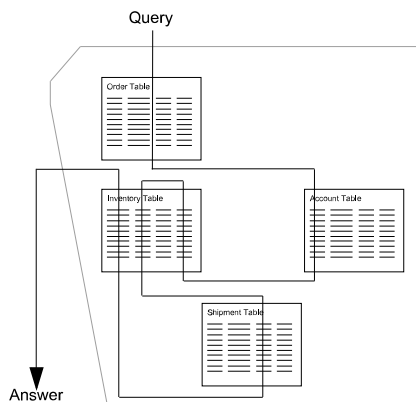 Query
Order Table
Inventory Table
Account Table
Shipment Table
Answer